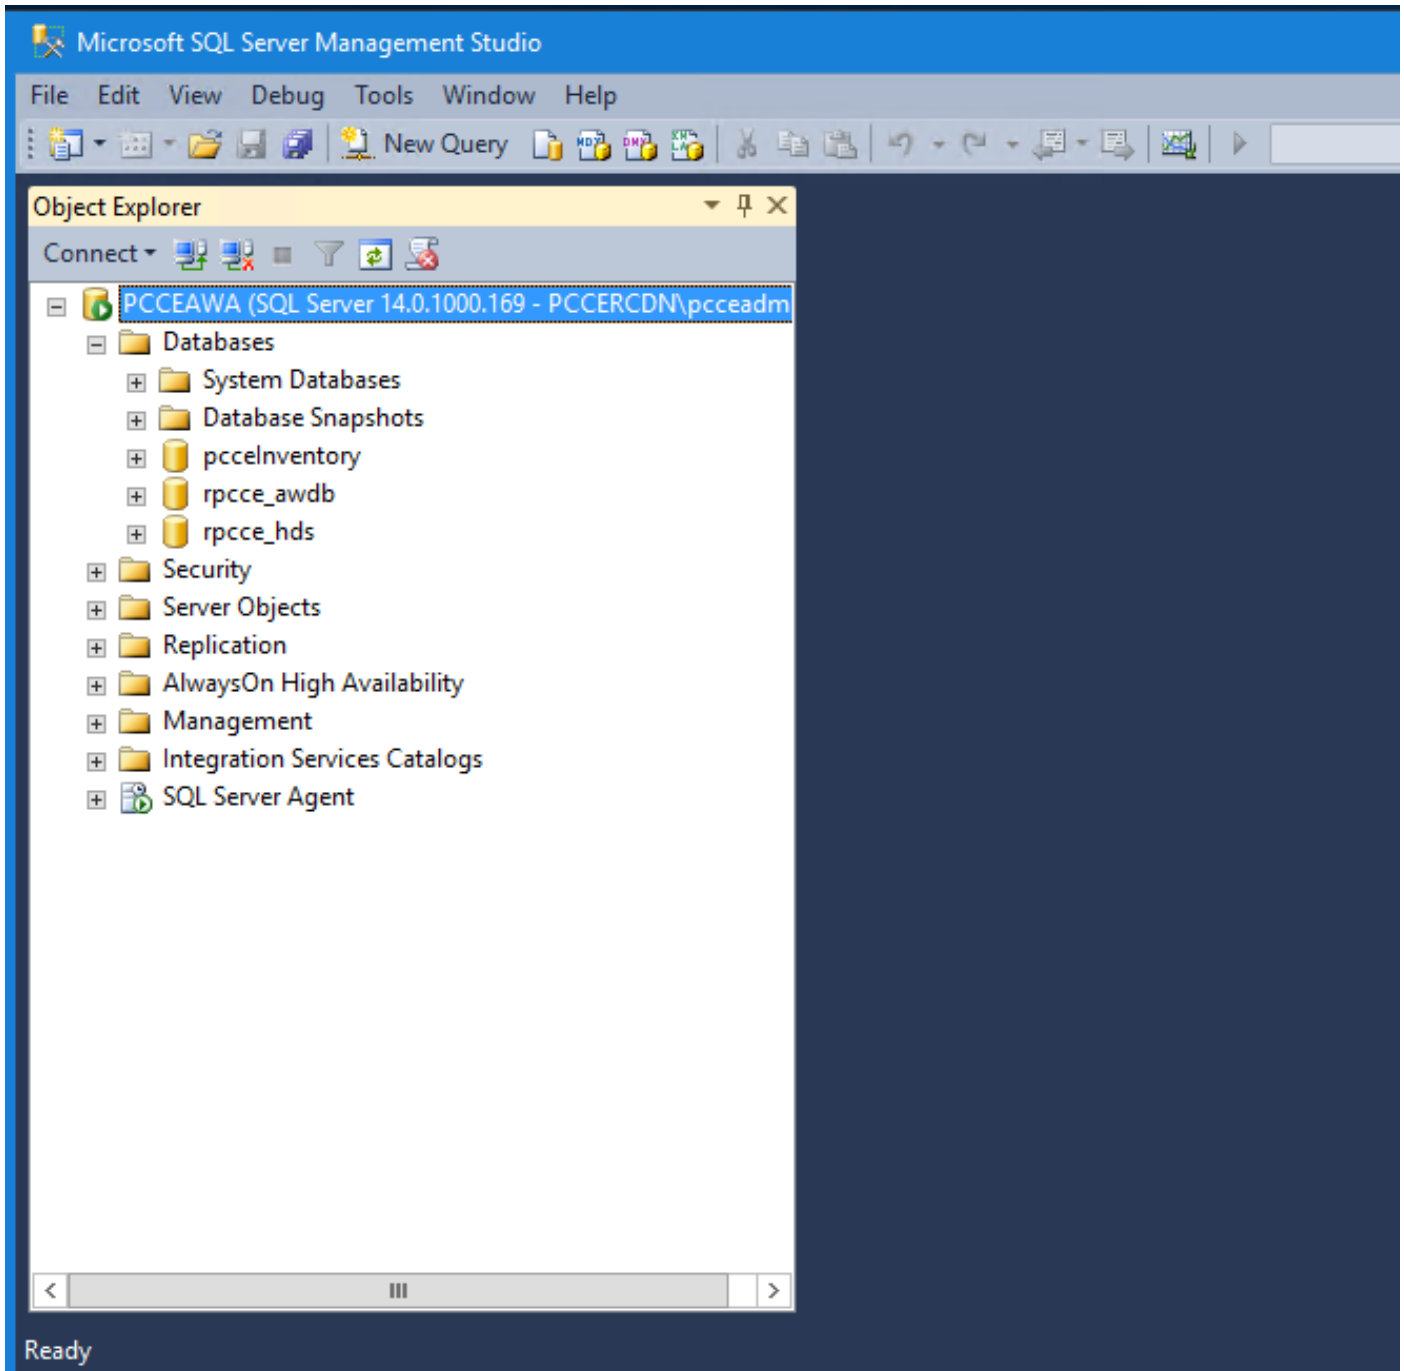 Microsoft SQL Server Management Studio
File Edit View Debug Tools Window Help
New Query
Object Explorer
Connect
PCCEAWA (SQL Server 14.0.1000.169 - PCCERCDN\pcceadm
Databases
System Databases
Database Snapshots
pcceInventory
rpcce_awdb
rpcce_hds
Security
Server Objects
Replication
AlwaysOn High Availability
Management
Integration Services Catalogs
SQL Server Agent
Ready